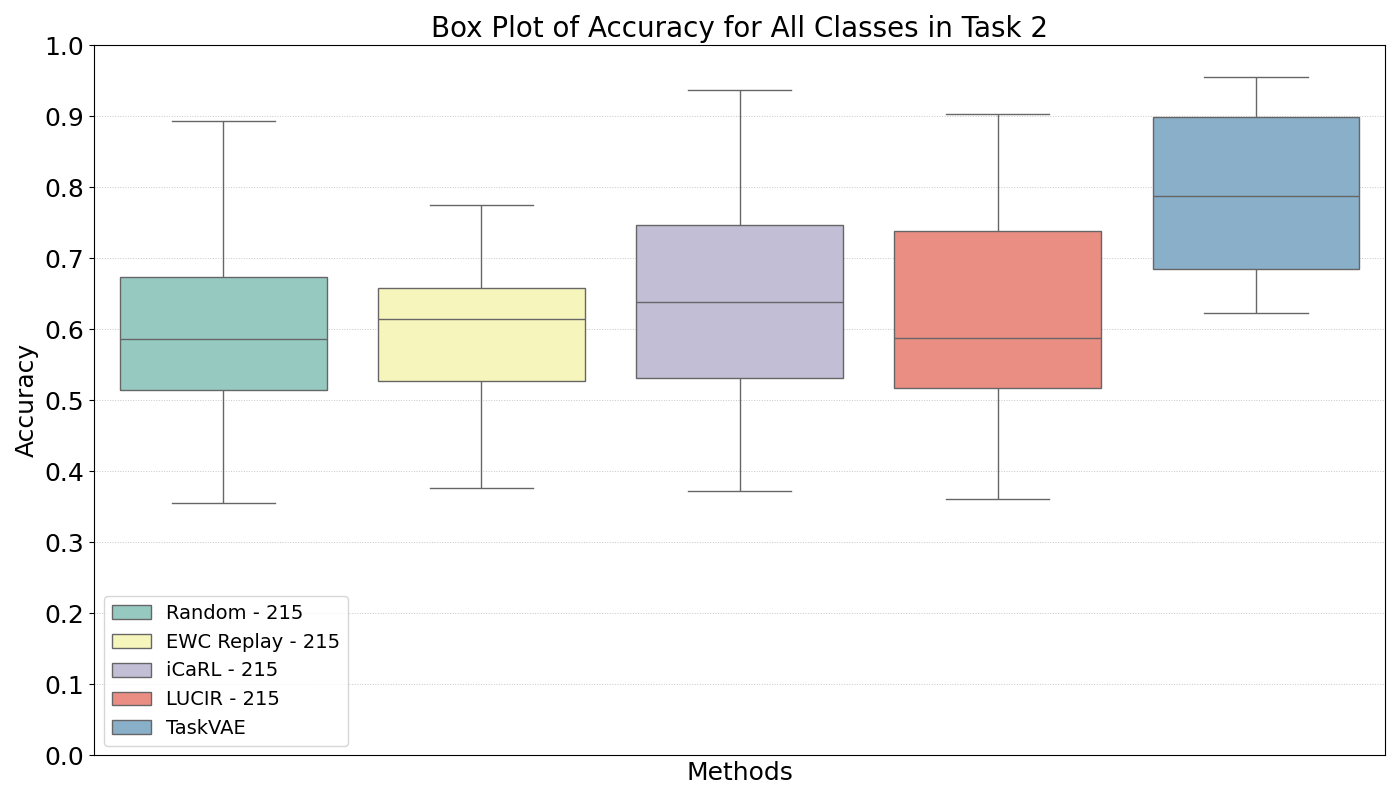 Box Plot of Accuracy for All Classes in Task 2
1.0
0.9
0.8
0.7
0.6
0.5
0.4
0.3
0.2
0.1
0.0
Accuracy
Random - 215
EWC Replay - 215
iCaRL - 215
LUCIR - 215
TaskVAE
Methods